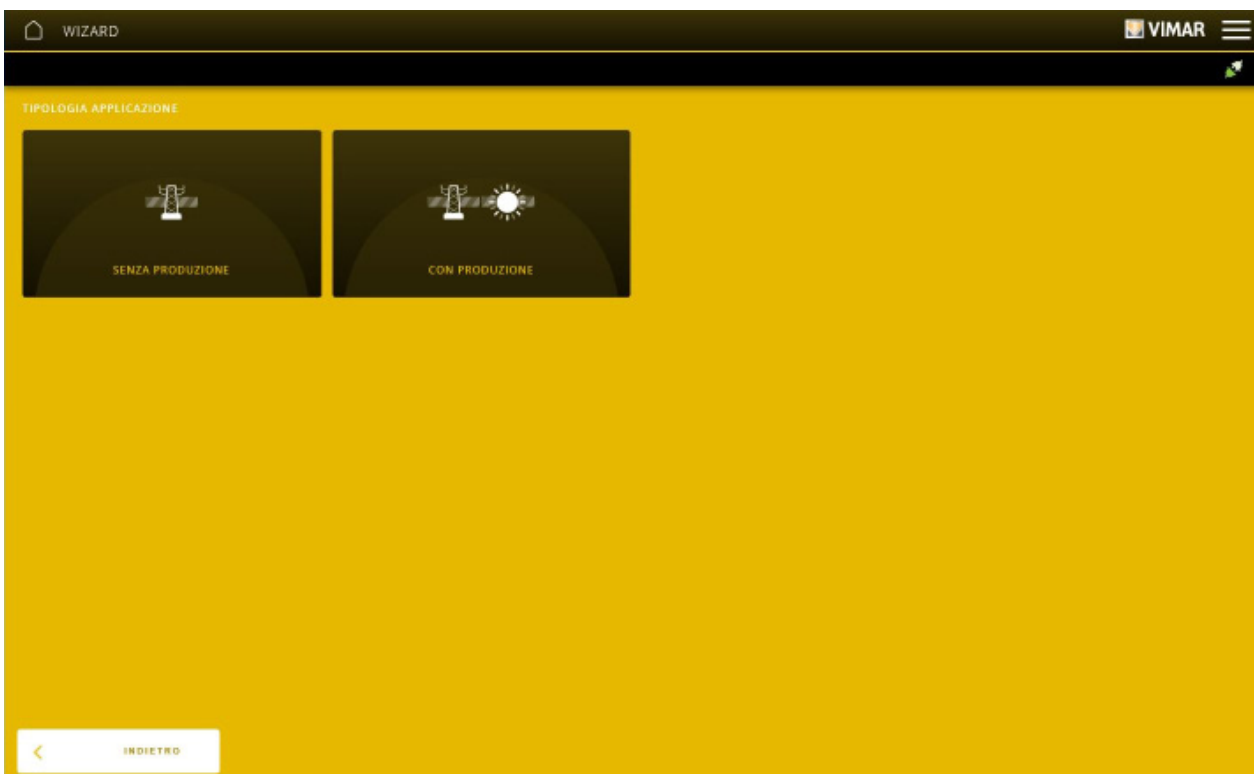 WIZARD
VIMAR
TIPOLOGIA APPLICAZIONE
SENZA PRODUZIONE
CON PRODUZIONE
INDIETRO